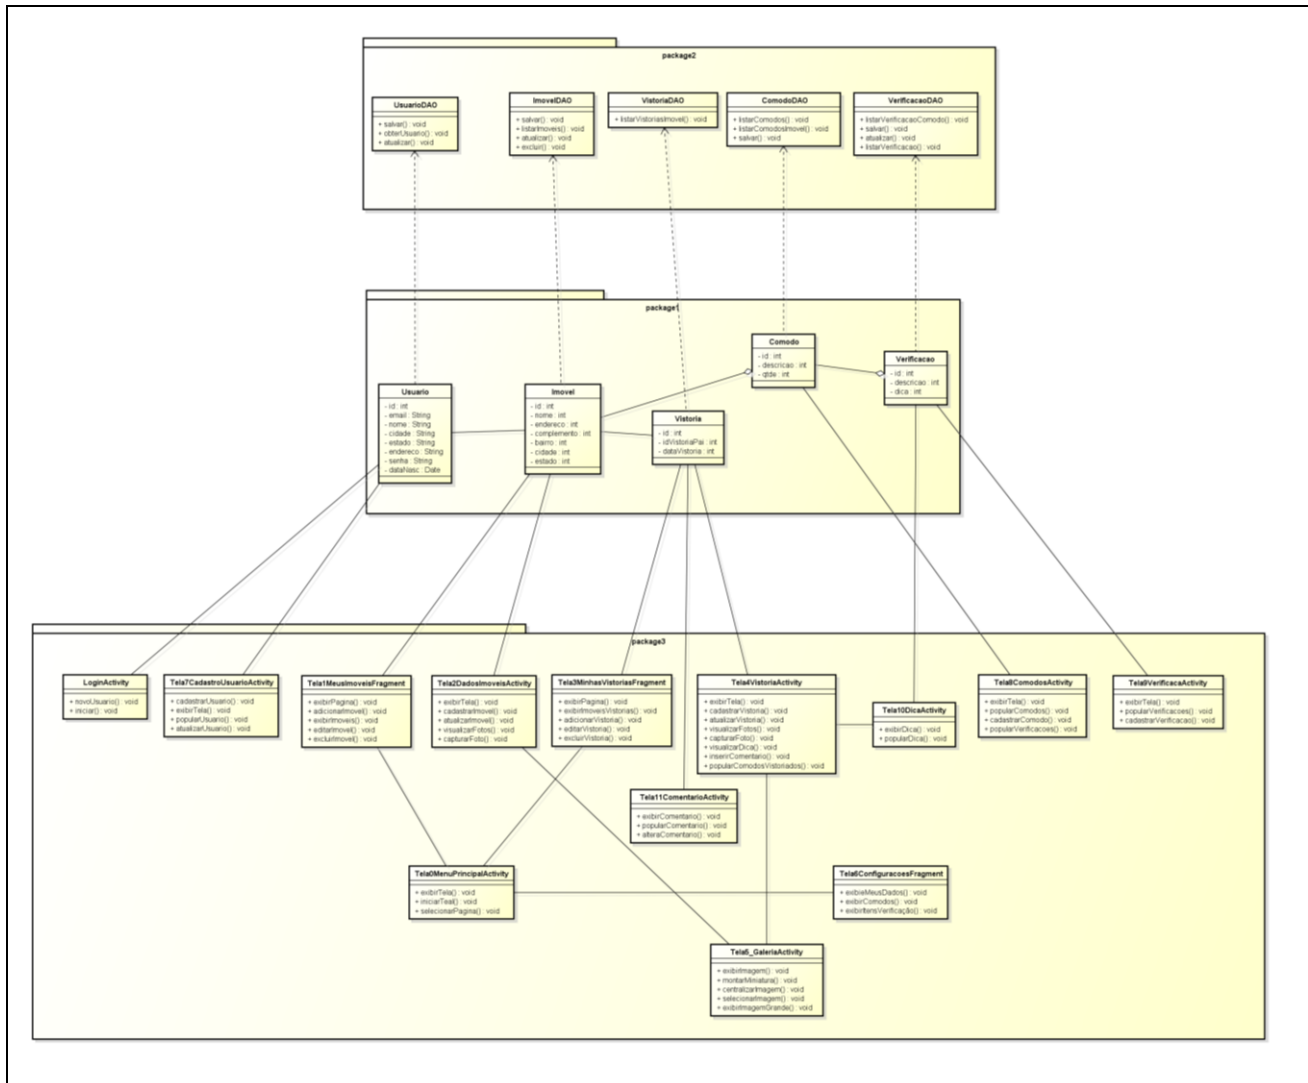 package2
UsuarioDAO
+ salvar() : void
+ obterUsuario() : void
+ atualizar() : void
ImovelDAO
+ salvar() : void
+ listarImoveis() : void
+ atualizar() : void
+ excluir() : void
VistoriaDAO
+ listarVistoriasImovel() : void
ComodoDAO
+ listarComodos() : void
+ listarComodosImovel() : void
+ salvar() : void
VerificacaoDAO
+ listarVerificacaoComodo() : void
+ salvar() : void
+ atualizar() : void
+ listarVerificacao() : void
package1
Usuario
- id : int
- email : String
- nome : String
- cidade : String
- estado : String
- endereco : String
- senha : String
- dataNasc : Date
Imovel
- id : int
- nome : int
- endereco : int
- complemento : int
- bairro : int
- cidade : int
- estado : int
Vistoria
- id : int
- idVistoriaPai : int
- dataVistoria : int
Comodo
- id : int
- descricao : int
- qtde : int
Verificacao
- id : int
- descricao : int
- dica : int
package3
LoginActivity
+ novoUsuario() : void
+ iniciar() : void
Tela7CadastroUsuarioActivity
+ cadastrarUsuario() : void
+ exibirTela() : void
+ popularUsuario() : void
+ atualizarUsuario() : void
Tela1MeusImoveisFragment
+ exibirPagina() : void
+ adicionarImovel() : void
+ exibirImoveis() : void
+ editarImovel() : void
+ excluirImovel() : void
Tela2DadosImoveisActivity
+ exibirTela() : void
+ cadastrarImovel() : void
+ atualizarImovel() : void
+ visualizarFotos() : void
+ capturarFoto() : void
Tela3MinhasVistoriasFragment
+ exibirPagina() : void
+ exibirImoveisVistorias() : void
+ adicionarVistoria() : void
+ editarVistoria() : void
+ excluirVistoria() : void
Tela4VistoriaActivity
+ exibirTela() : void
+ cadastrarVistoria() : void
+ atualizarVistoria() : void
+ visualizarFotos() : void
+ capturarFoto() : void
+ visualizarDica() : void
+ inserirComentario() : void
+ popularComodosVistoriados() : void
Tela10DicaActivity
+ exibirDica() : void
+ popularDica() : void
Tela8ComodosActivity
+ exibirTela() : void
+ popularComodos() : void
+ cadastrarComodo() : void
+ popularVerificacoes() : void
Tela9VerificacaActivity
+ exibirTela() : void
+ popularVerificacoes() : void
+ cadastrarVerificacao() : void
Tela11ComentarioActivity
+ exibirComentario() : void
+ popularComentario() : void
+ alteraComentario() : void
Tela0MenuPrincipalActivity
+ exibirTela() : void
+ iniciarTeal() : void
+ selecionarPagina() : void
Tela6ConfiguracoesFragment
+ exibieMeusDados() : void
+ exibirComodos() : void
+ exibirItensVerificação() : void
Tela5_GaleriaActivity
+ exibirImagem() : void
+ montarMiniatura() : void
+ centralizarImagem() : void
+ selecionarImagem() : void
+ exibirImagemGrande() : void